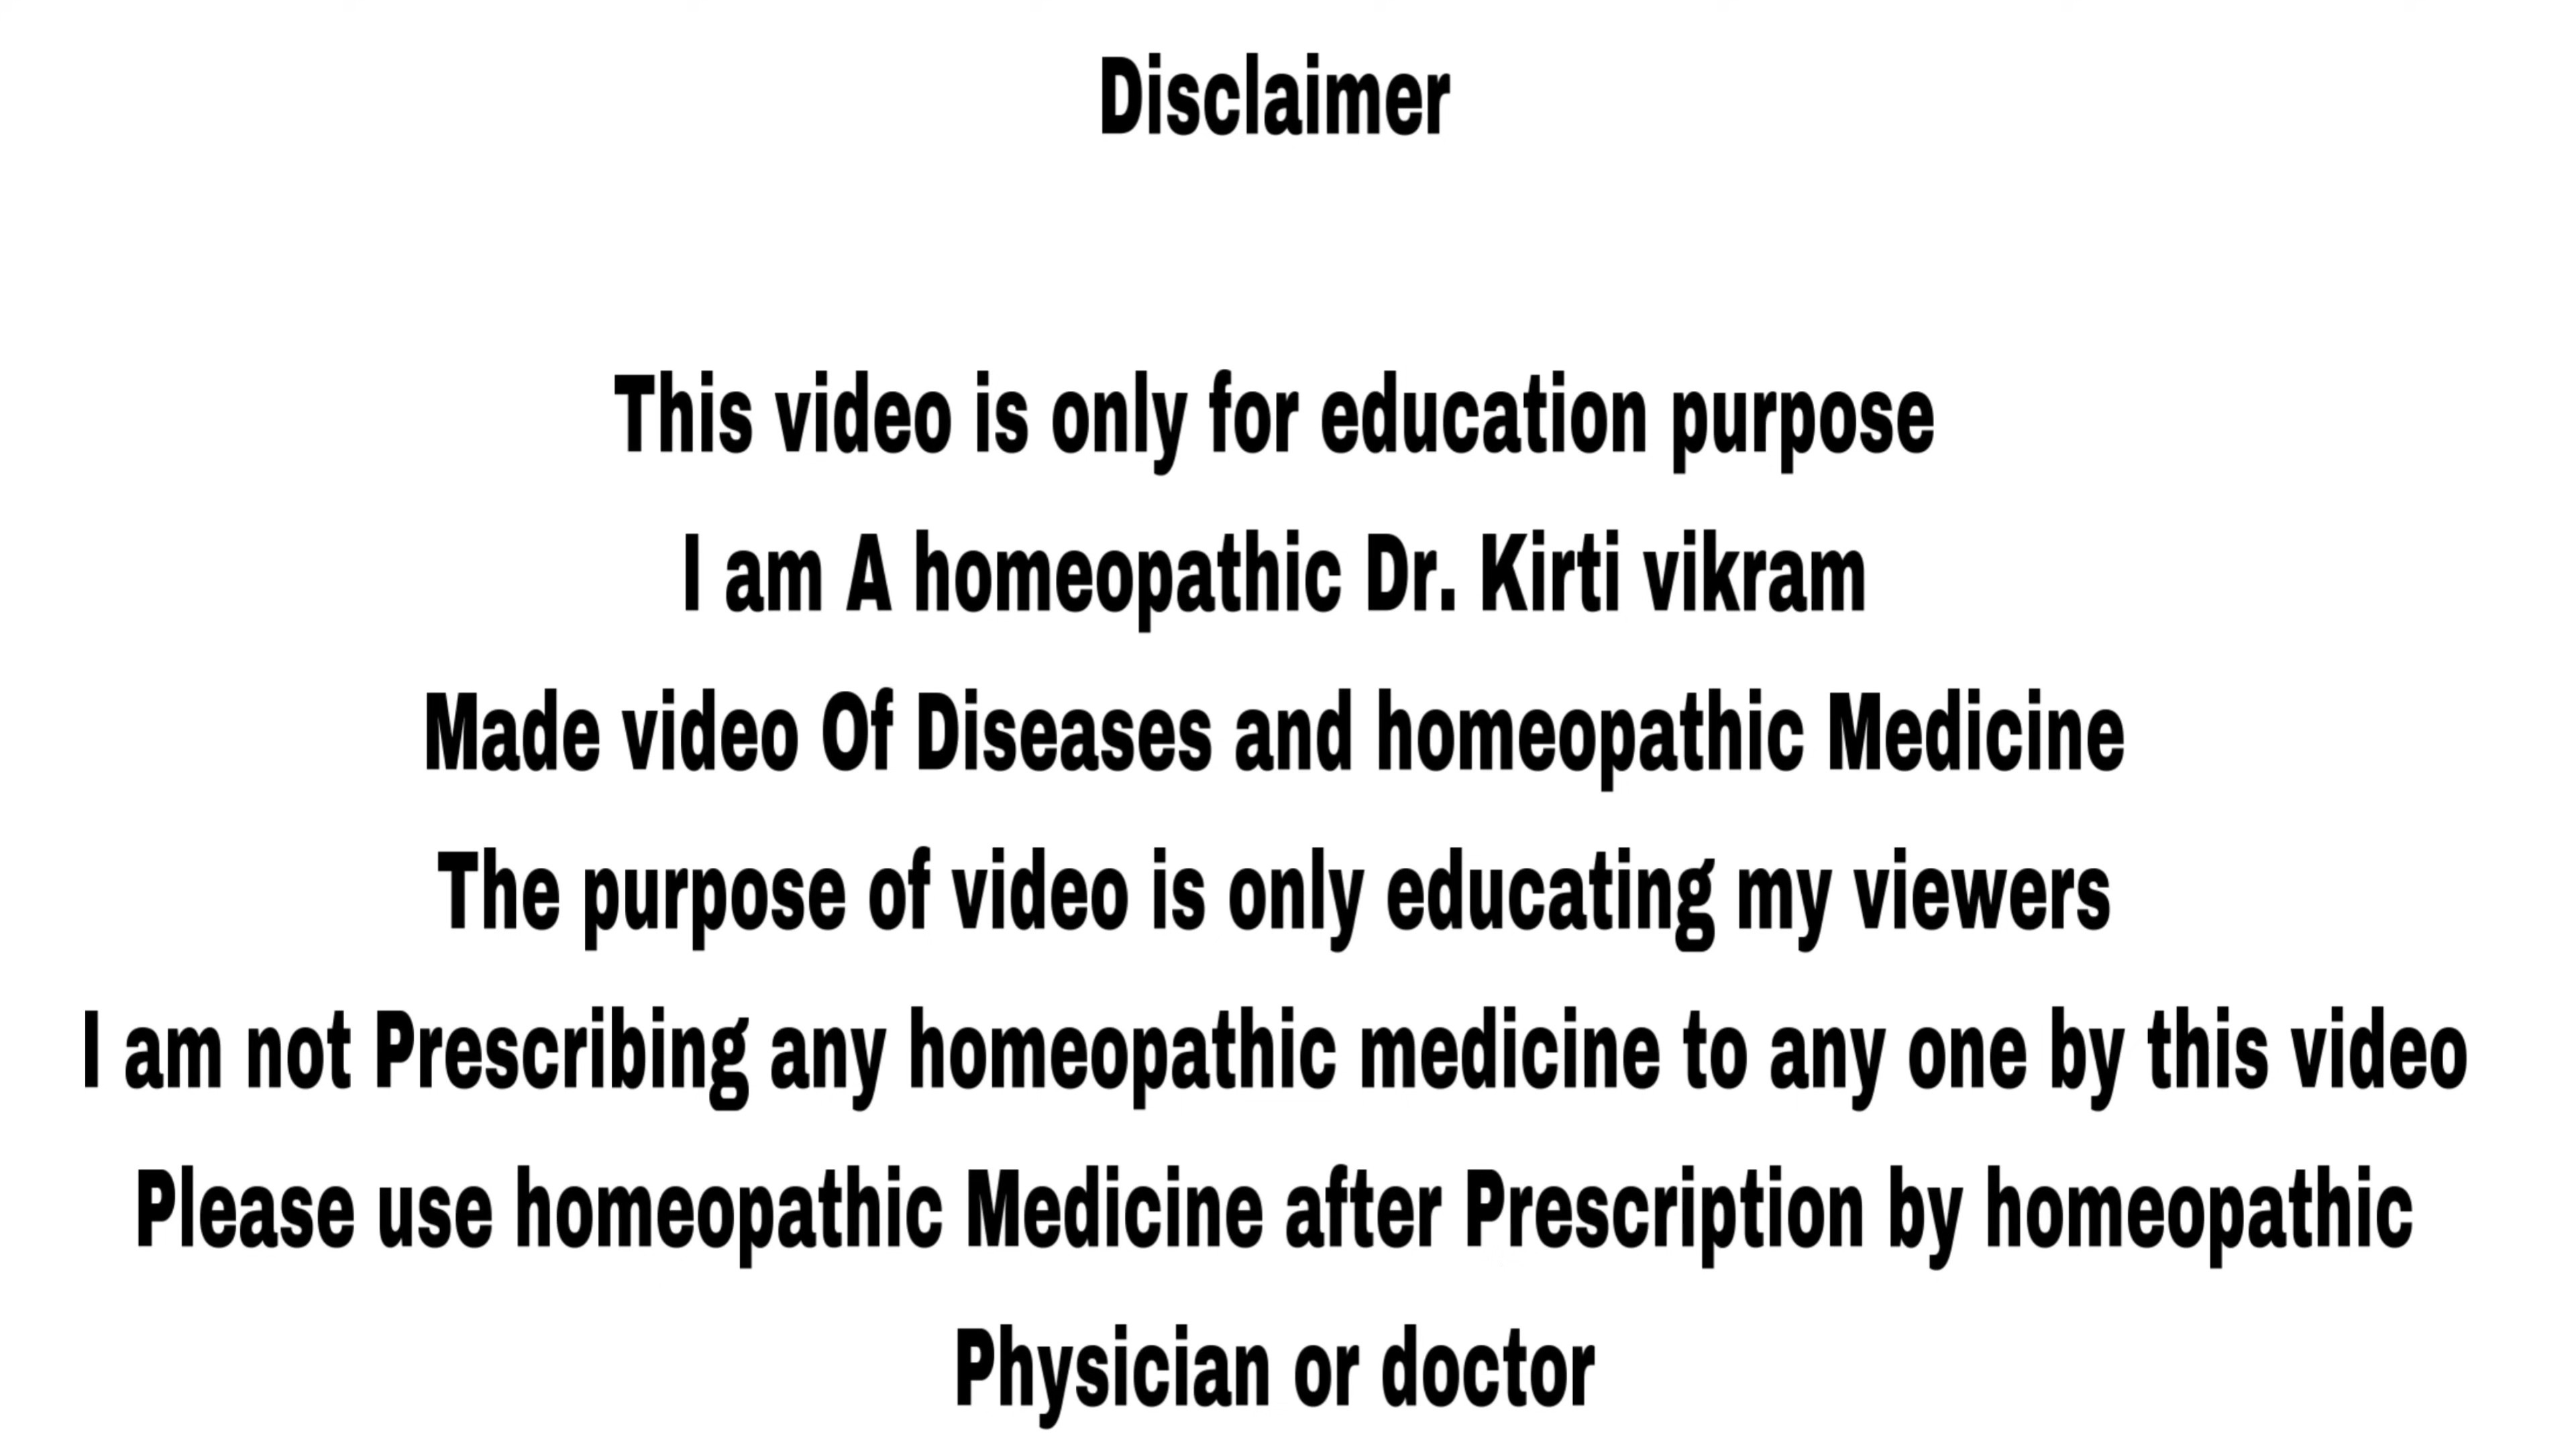 Disclaimer
This video is only for education purpose
I am A homeopathic Dr. Kirti vikram
Made video Of Diseases and homeopathic Medicine
The purpose of video is only educating my viewers
I am not Prescribing any homeopathic medicine to any one by this video
Please use homeopathic Medicine after Prescription by homeopathic
Physician or doctor